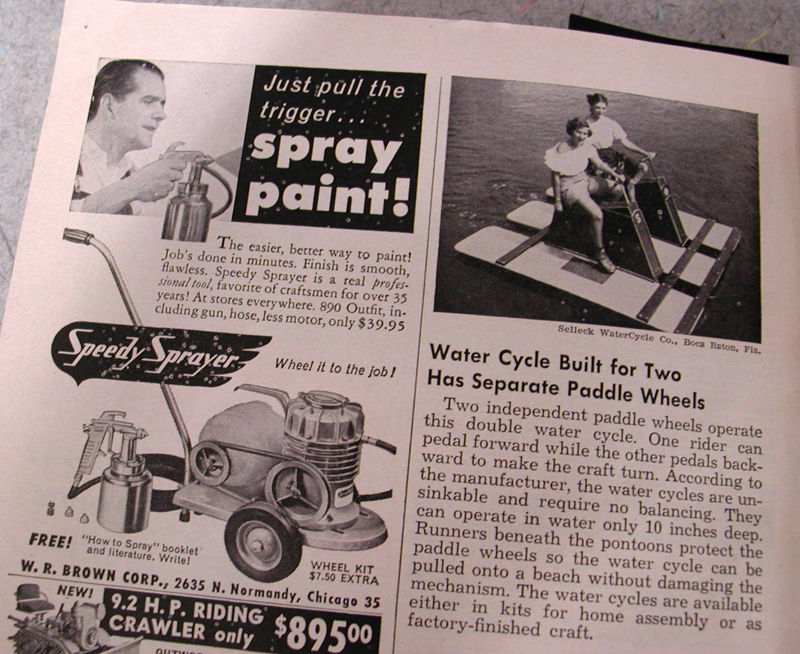 Just pull the
trigger...
spray
paint!
The easier, better way to paint!
Job's done in minutes. Finish is smooth,
flawless. Speedy Sprayer is a real profes-
sional tool, favorite of craftsmen for over 35
years! At stores everywhere. 890 Outfit, in-
cluding gun, hose, less motor, only $39.95
Speedy Sprayer
Wheel it to the job!
FREE! "How to Spray" booklet
and literature. Write!
WHEEL KIT
$7.50 EXTRA
W. R. BROWN CORP., 2635 N. Normandy, Chicago 35
NEW!
9.2 H.P. RIDING
CRAWLER only $89500
Selleck WaterCycle Co., Boca Raton, Fla.
Water Cycle Built for Two
Has Separate Paddle Wheels
Two independent paddle wheels operate
this double water cycle. One rider can
pedal forward while the other pedals back-
ward to make the craft turn. According to
the manufacturer, the water cycles are un-
sinkable and require no balancing. They
can operate in water only 10 inches deep.
Runners beneath the pontoons protect the
paddle wheels so the water cycle can be
pulled onto a beach without damaging the
mechanism. The water cycles are available
either in kits for home assembly or as
factory-finished craft.